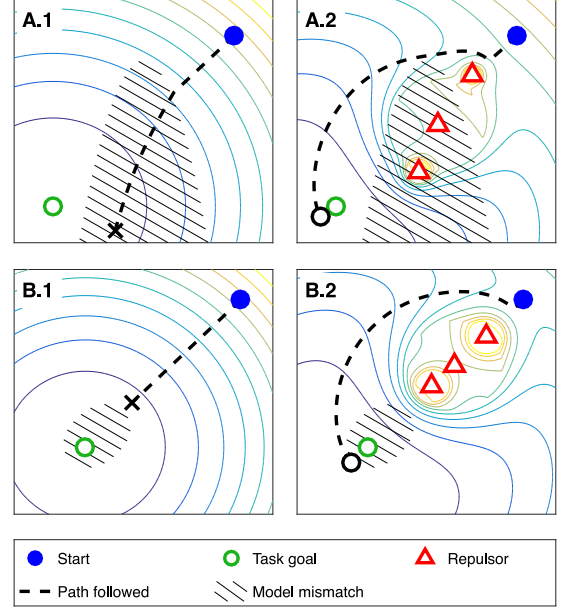 A.1
A.2
B.1
B.2
Start
Task goal
Repulsor
Path followed
Model mismatch